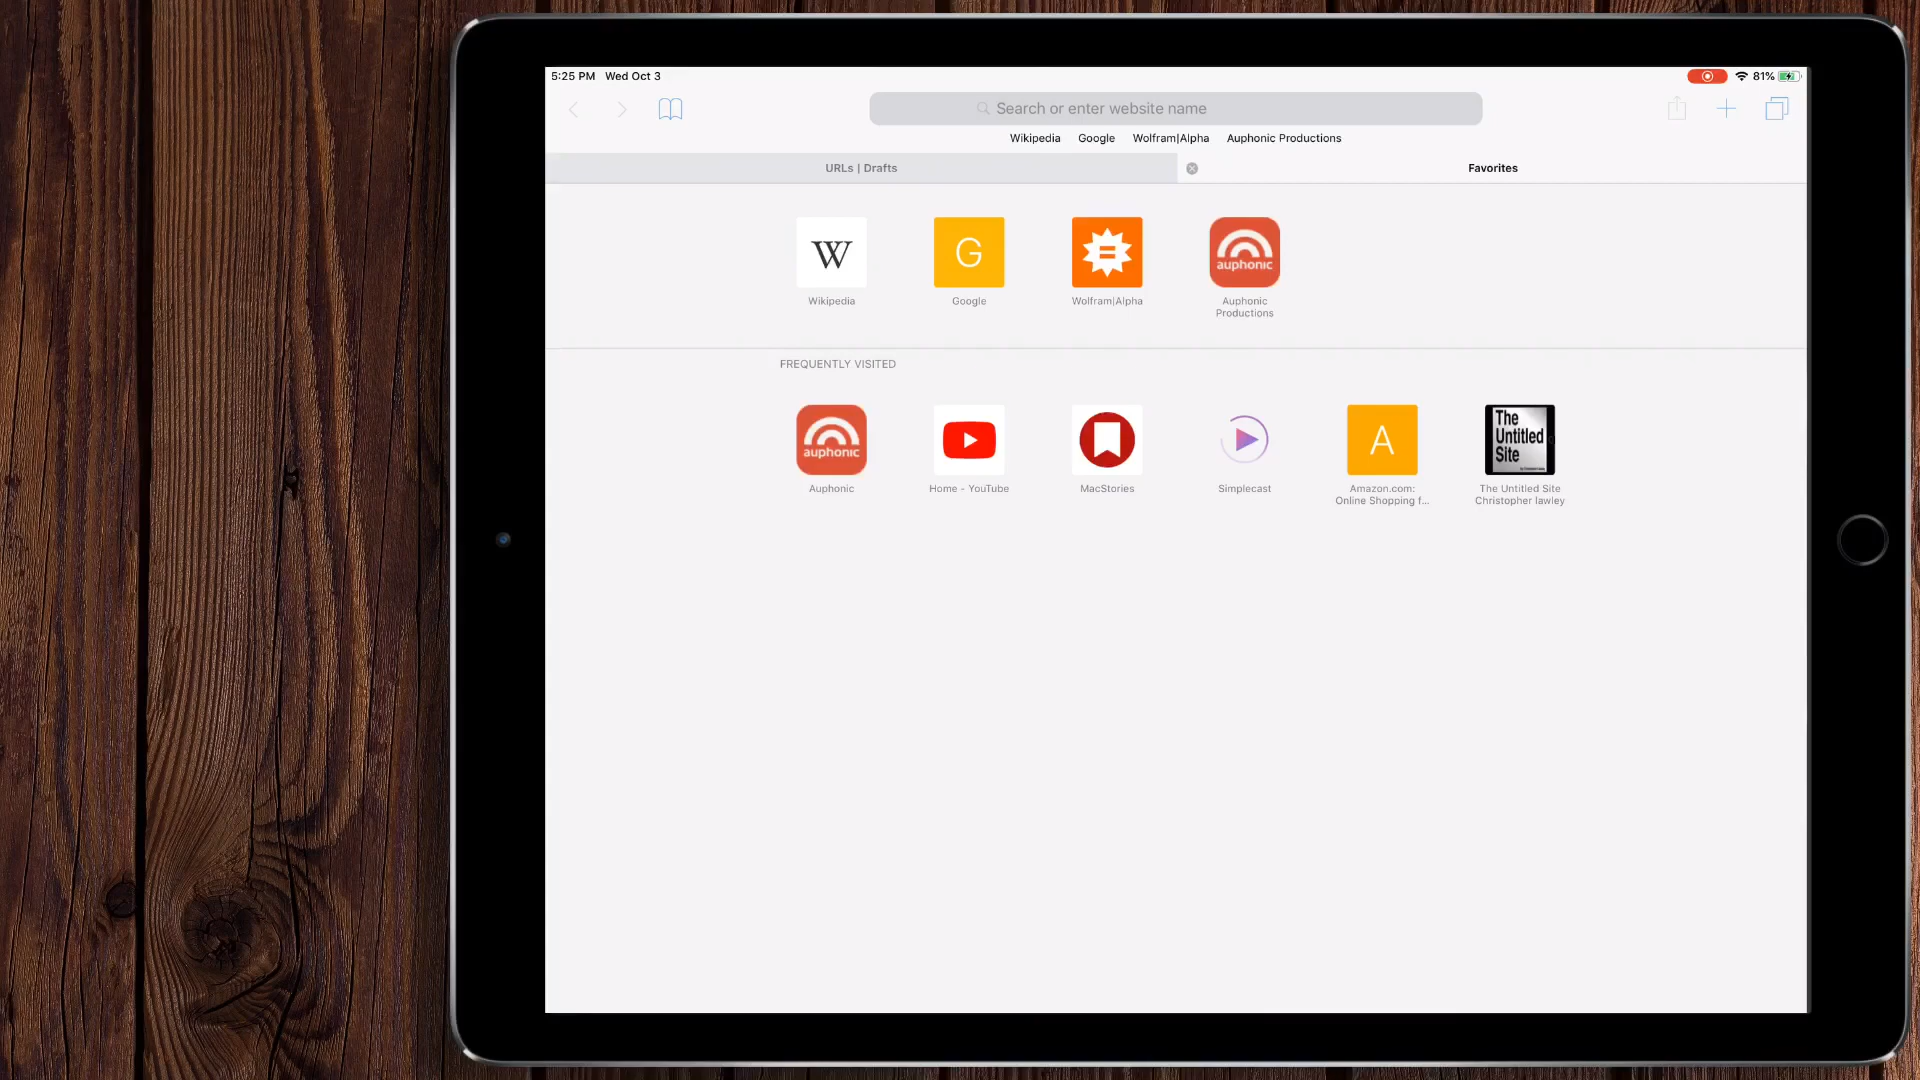 5:25 PM Wed Oct 3 81%
Search or enter website name
Wikipedia Google Wolfram|Alpha Auphonic Productions
URLs | Drafts Favorites
W G auphonic
Wikipedia Google Wolfram|Alpha Auphonic
Productions
FREQUENTLY VISITED
auphonic A The
Untitled
Site
Auphonic Home - YouTube MacStories Simplecast Amazon.com: The Untitled Site
Online Shopping f... Christopher lawley